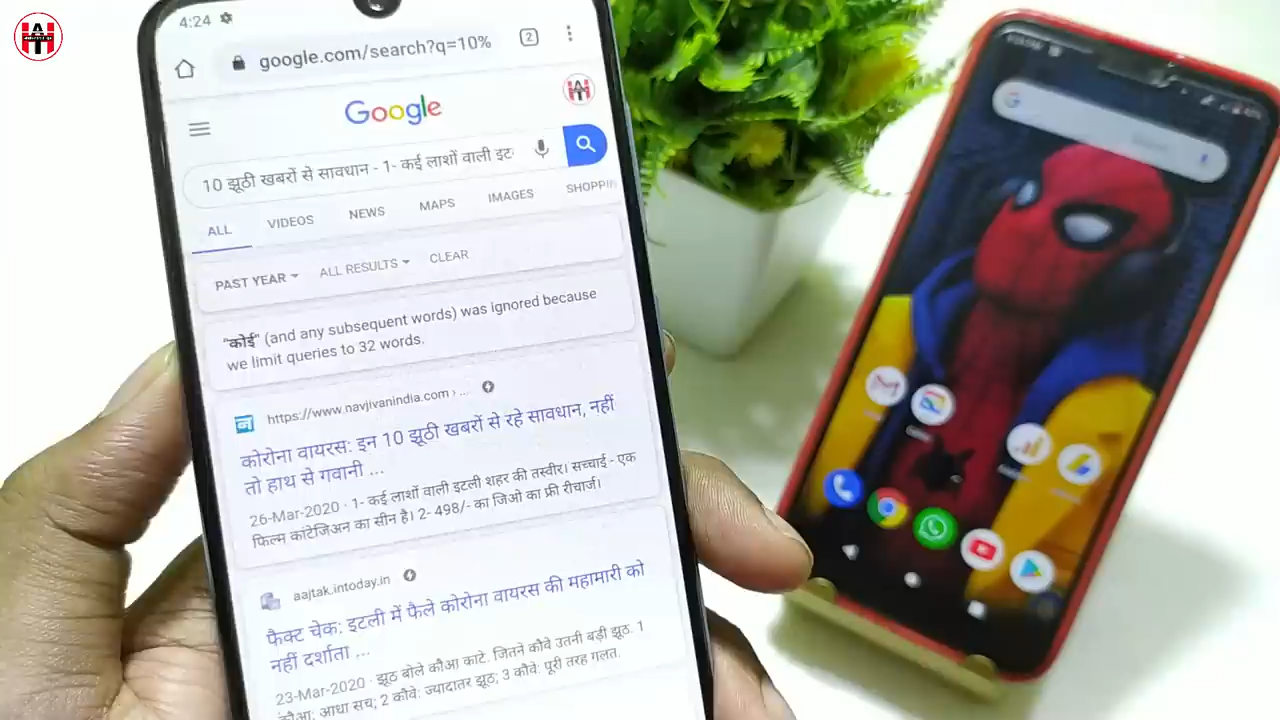 4:24
google.com/search?q=10%
2
Google
10 झूठी खबरों से सावधान - 1- कई लाशों वाली इट
ALL VIDEOS NEWS MAPS IMAGES SHOPPIN
PAST YEAR ALL RESULTS CLEAR
"कोई" (and any subsequent words) was ignored because
we limit queries to 32 words.
https://www.navjivanindia.com › ...
कोरोना वायरस: इन 10 झूठी खबरों से रहे सावधान, नहीं
तो हाथ से गवानी ...
26-Mar-2020 · 1- कई लाशों वाली इटली शहर की तस्वीर। सच्चाई - एक
फिल्म कांटेजिअन का सीन है। 2- 498/- का जिओ का फ्री रीचार्ज।
aajtak.intoday.in
फैक्ट चेक: इटली में फैले कोरोना वायरस की महामारी को
नहीं दर्शाता ...
23-Mar-2020 · झूठ बोले कौआ काटे. जितने कौवे उतनी बड़ी झूठ. 1
कौआ: आधा सच; 2 कौवे: ज्यादातर झूठ; 3 कौवे: पूरी तरह गलत.